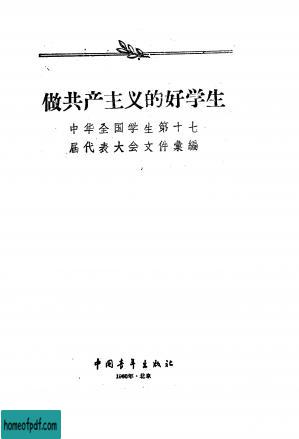 做共产主义的好学生
中华全国学生第十七
届代表大会文件彙編
中国青年出版社
1960年·北京
homeofpdf.com